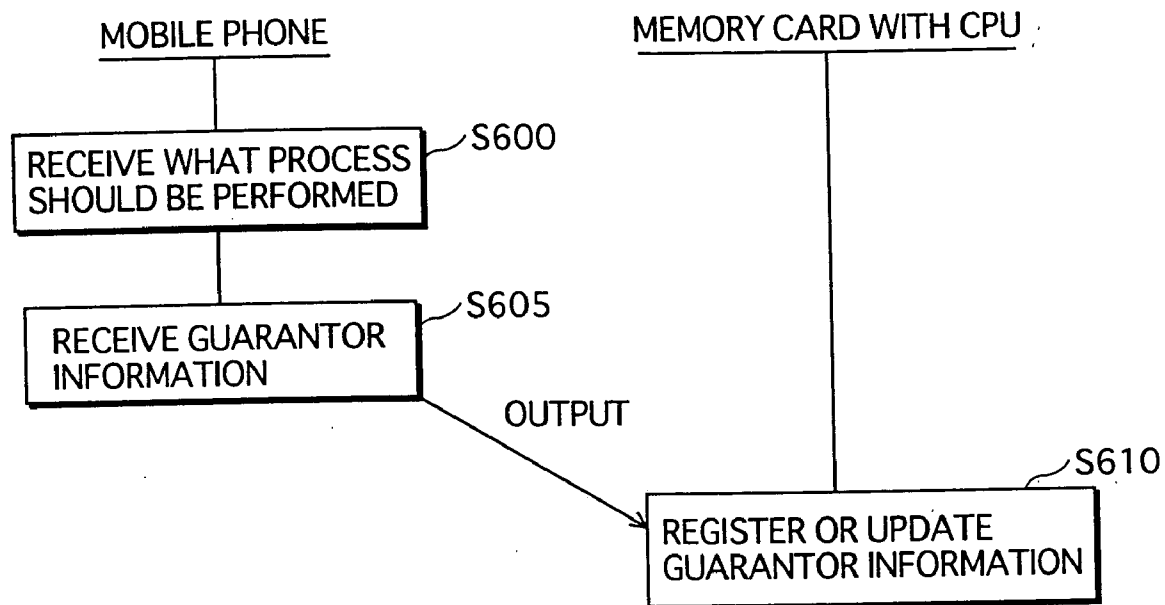 MOBILE PHONE
MEMORY CARD WITH CPU
S600
RECEIVE WHAT PROCESS
SHOULD BE PERFORMED
S605
RECEIVE GUARANTOR
INFORMATION
OUTPUT
S610
REGISTER OR UPDATE
GUARANTOR INFORMATION